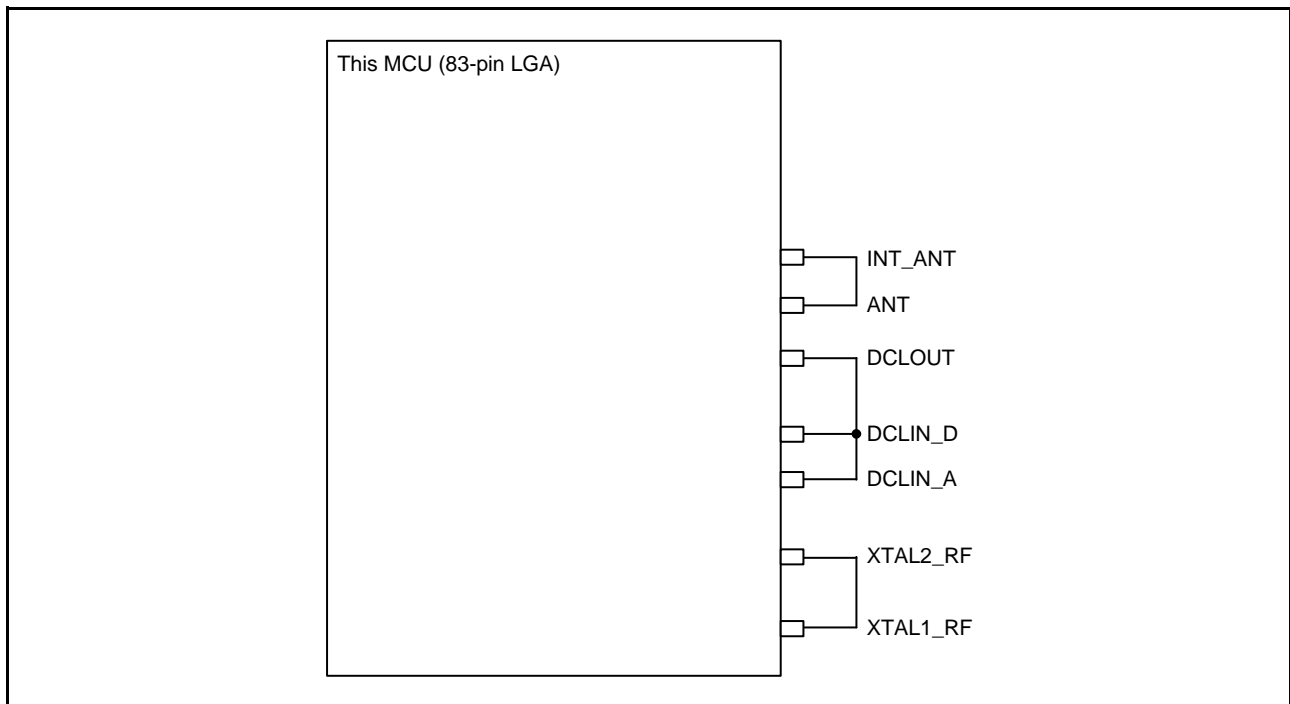 This MCU (83-pin LGA)
INT_ANT
ANT
DCLOUT
DCLIN_D
DCLIN_A
XTAL2_RF
XTAL1_RF